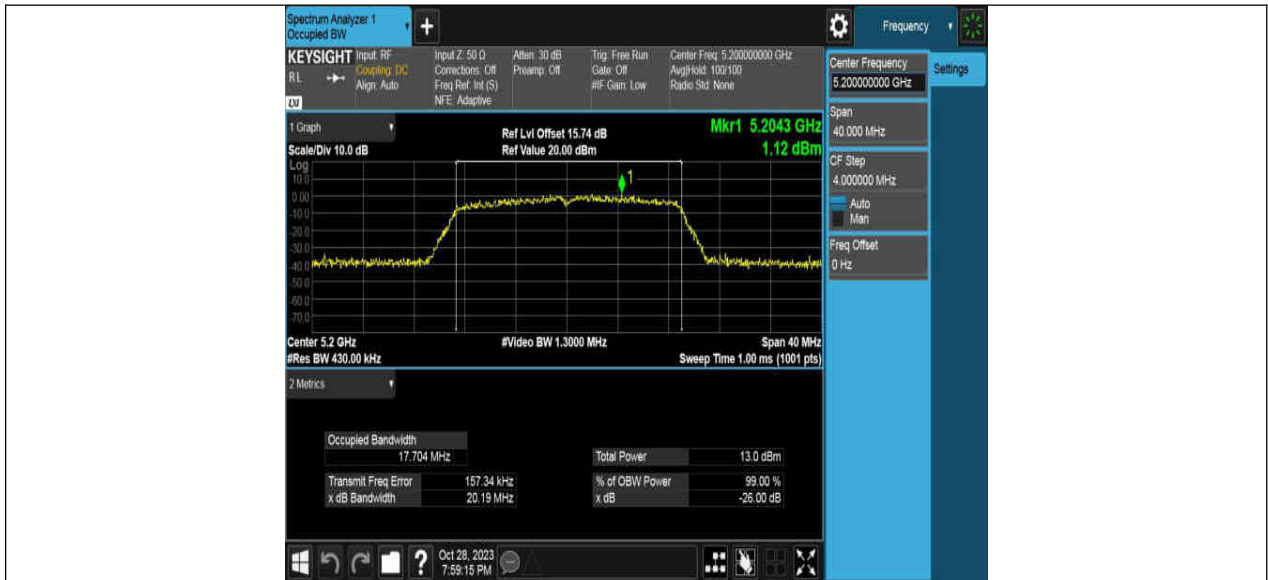 Spectrum Analyzer 1
Occupied BW
+
Frequency
KEYSIGHT
RL
LXI
Input: RF
Coupling: DC
Align: Auto
Input Z: 50 Ω
Corrections: Off
Freq Ref: Int (S)
NFE: Adaptive
Atten: 30 dB
Preamp: Off
Trig: Free Run
Gate: Off
#IF Gain: Low
Center Freq: 5.200000000 GHz
Avg|Hold: 100/100
Radio Std: None
Center Frequency
5.200000000 GHz
Settings
Span
40.000 MHz
CF Step
4.000000 MHz
Auto
Man
Freq Offset
0 Hz
1 Graph
Scale/Div 10.0 dB
Ref Lvl Offset 15.74 dB
Ref Value 20.00 dBm
Mkr1 5.2043 GHz
1.12 dBm
Log
10.0
0.00
-10.0
-20.0
-30.0
-40.0
-50.0
-60.0
-70.0
1
Center 5.2 GHz
#Res BW 430.00 kHz
#Video BW 1.3000 MHz
Span 40 MHz
Sweep Time 1.00 ms (1001 pts)
2 Metrics
Occupied Bandwidth
17.704 MHz
Total Power 13.0 dBm
Transmit Freq Error 157.34 kHz
% of OBW Power 99.00 %
x dB Bandwidth 20.19 MHz
x dB -26.00 dB
?
Oct 28, 2023
7:59:15 PM